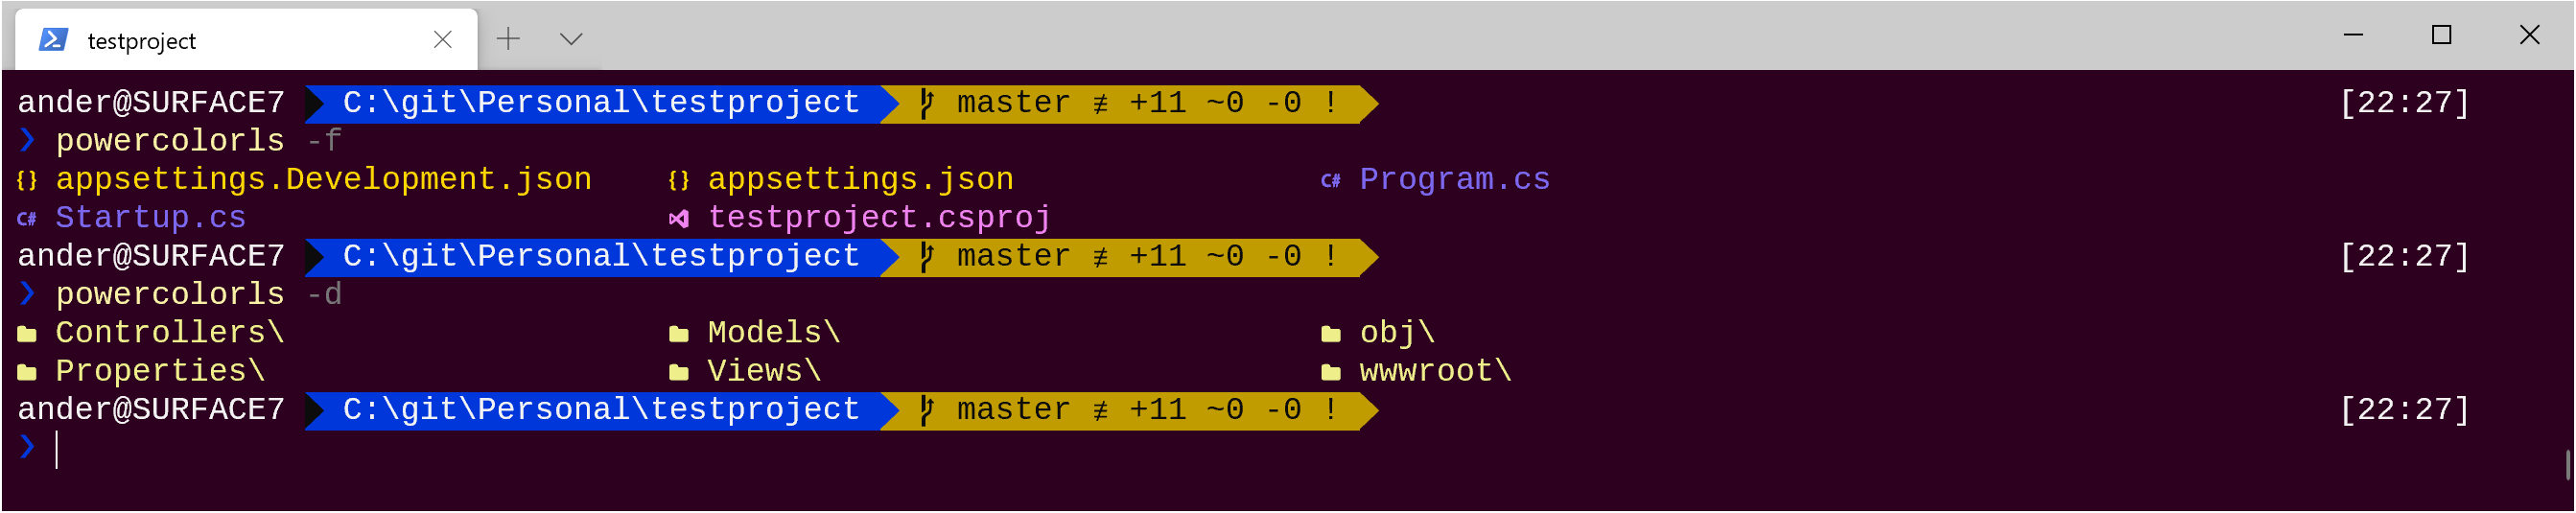 testproject
ander@SURFACE7 C:\git\Personal\testproject master ≢ +11 ~0 -0 ! [22:27]
❯ powercolorls -f
{} appsettings.Development.json {} appsettings.json C# Program.cs
C# Startup.cs testproject.csproj
ander@SURFACE7 C:\git\Personal\testproject master ≢ +11 ~0 -0 ! [22:27]
❯ powercolorls -d
Controllers\ Models\ obj\
Properties\ Views\ wwwroot\
ander@SURFACE7 C:\git\Personal\testproject master ≢ +11 ~0 -0 ! [22:27]
❯